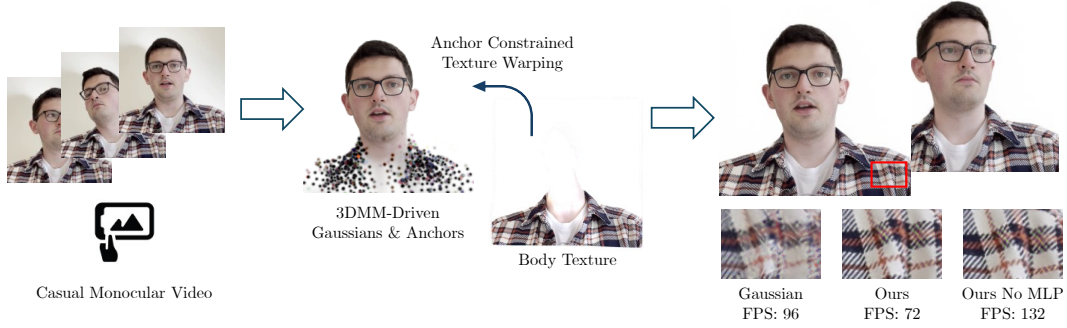 Anchor Constrained
Texture Warping
3DMM-Driven
Gaussians & Anchors
Body Texture
Casual Monocular Video
Gaussian
FPS: 96
Ours
FPS: 72
Ours No MLP
FPS: 132